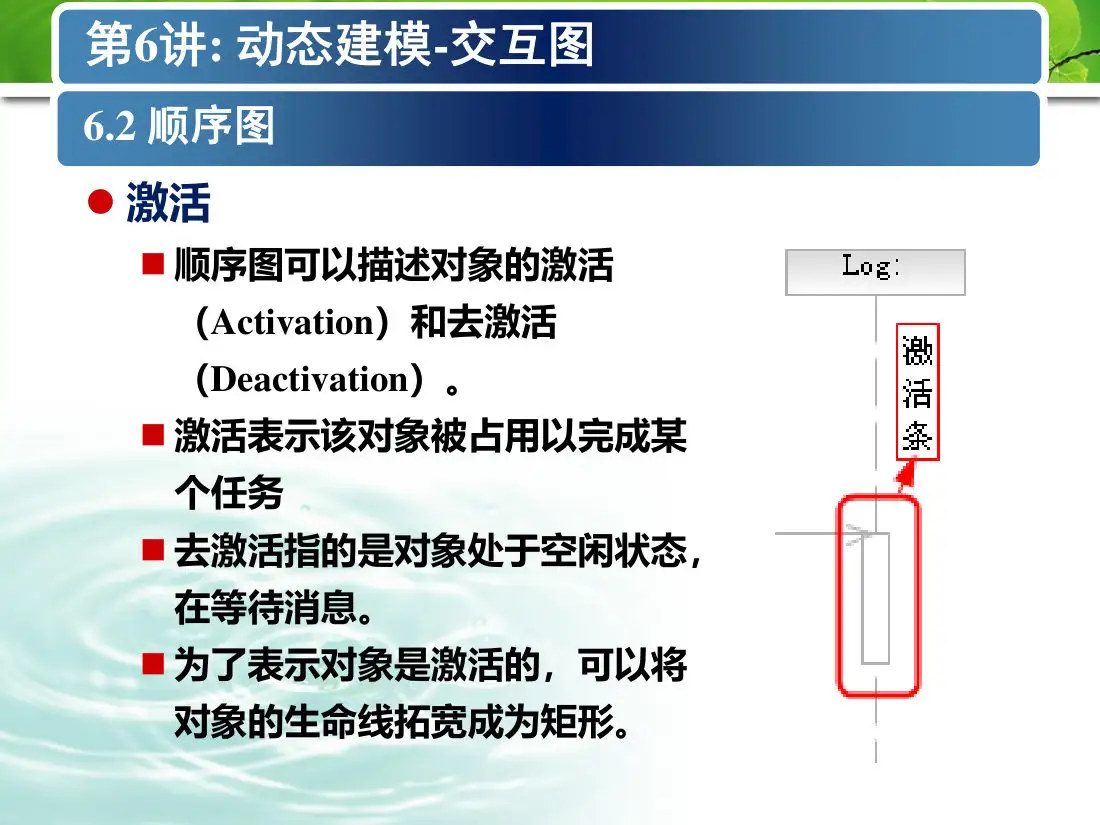 第6讲: 动态建模-交互图
6.2 顺序图
激活
顺序图可以描述对象的激活
（Activation）和去激活
（Deactivation）。
激活表示该对象被占用以完成某
个任务
去激活指的是对象处于空闲状态，
在等待消息。
为了表示对象是激活的，可以将
对象的生命线拓宽成为矩形。
Log:
激
活
条